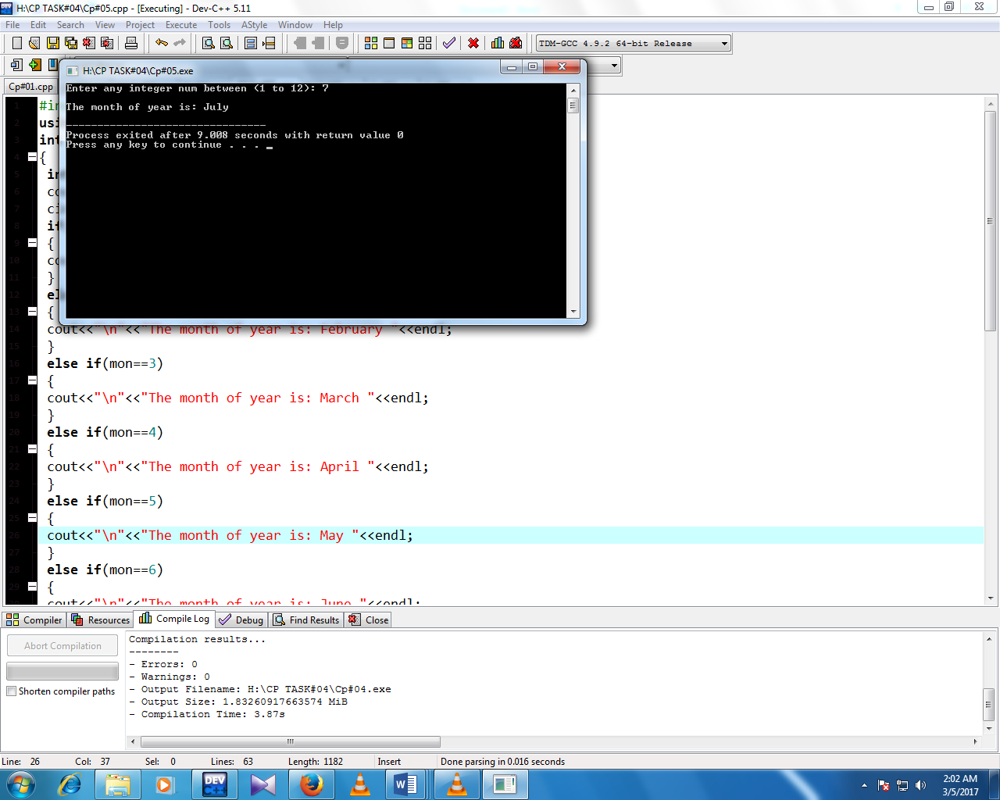 H:\CP TASK#04\Cp#05.cpp - [Executing] - Dev-C++ 5.11
File Edit Search View Project Execute Tools AStyle Window Help
TDM-GCC 4.9.2 64-bit Release
H:\CP TASK#04\Cp#05.exe
Enter any integer num between (1 to 12): 7
The month of year is: July
--------------------------------
Process exited after 9.008 seconds with return value 0
Press any key to continue . . . _
Cp#01.cpp
1 #in
2 usi
3 int
4 {
5 in
6 co
7 ci
8 if
9 {
10 co
11 }
12 el
13 {
14 cout<<"\n"<<"The month of year is: February "<<endl;
15 }
16 else if(mon==3)
17 {
18 cout<<"\n"<<"The month of year is: March "<<endl;
19 }
20 else if(mon==4)
21 {
22 cout<<"\n"<<"The month of year is: April "<<endl;
23 }
24 else if(mon==5)
25 {
26 cout<<"\n"<<"The month of year is: May "<<endl;
27 }
28 else if(mon==6)
29 {
cout<<"\n"<<"The month of year is: June "<<endl;
Compiler Resources Compile Log Debug Find Results Close
Abort Compilation
Shorten compiler paths
Compilation results...
--------
- Errors: 0
- Warnings: 0
- Output Filename: H:\CP TASK#04\Cp#04.exe
- Output Size: 1.83260917663574 MiB
- Compilation Time: 3.87s
Line: 26 Col: 37 Sel: 0 Lines: 63 Length: 1182 Insert Done parsing in 0.016 seconds
DEV C++
2:02 AM
3/5/2017